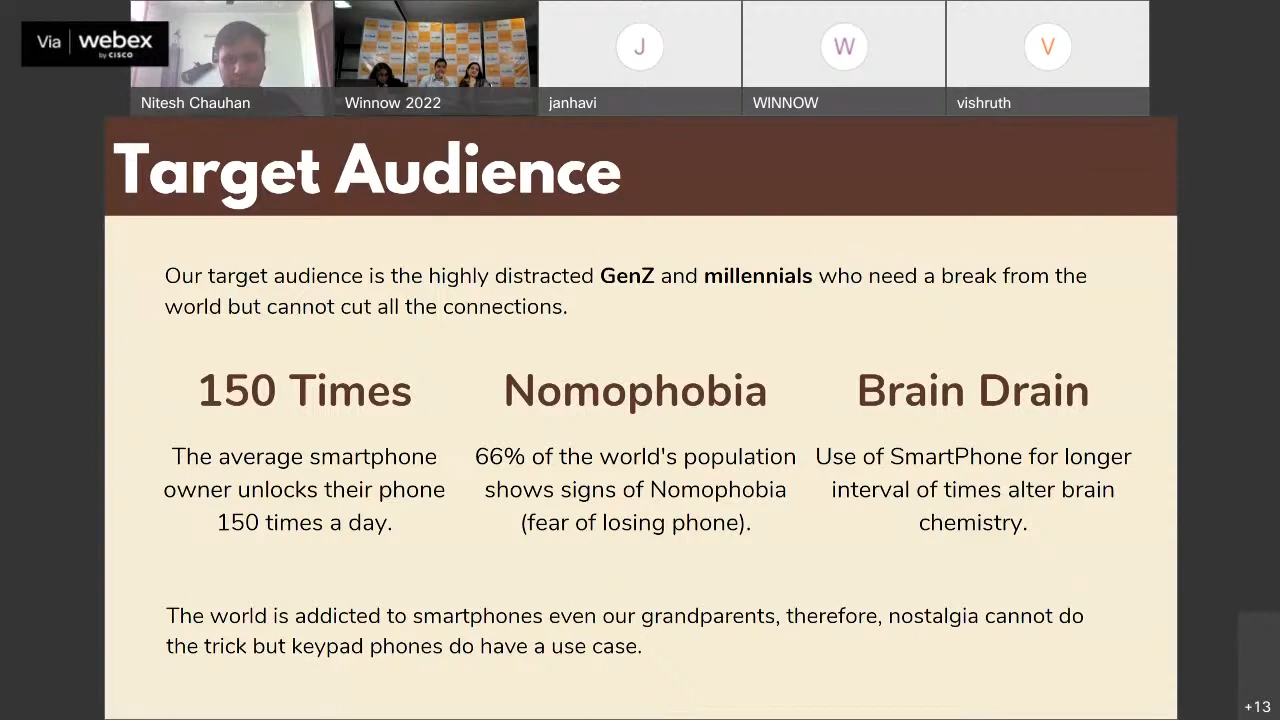 Via | webex
by CISCO
Nitesh Chauhan
Winnow 2022
J
janhavi
W
WINNOW
V
vishruth
Target Audience
Our target audience is the highly distracted GenZ and millennials who need a break from the
world but cannot cut all the connections.
150 Times
The average smartphone
owner unlocks their phone
150 times a day.
Nomophobia
66% of the world's population
shows signs of Nomophobia
(fear of losing phone).
Brain Drain
Use of SmartPhone for longer
interval of times alter brain
chemistry.
The world is addicted to smartphones even our grandparents, therefore, nostalgia cannot do
the trick but keypad phones do have a use case.
+13